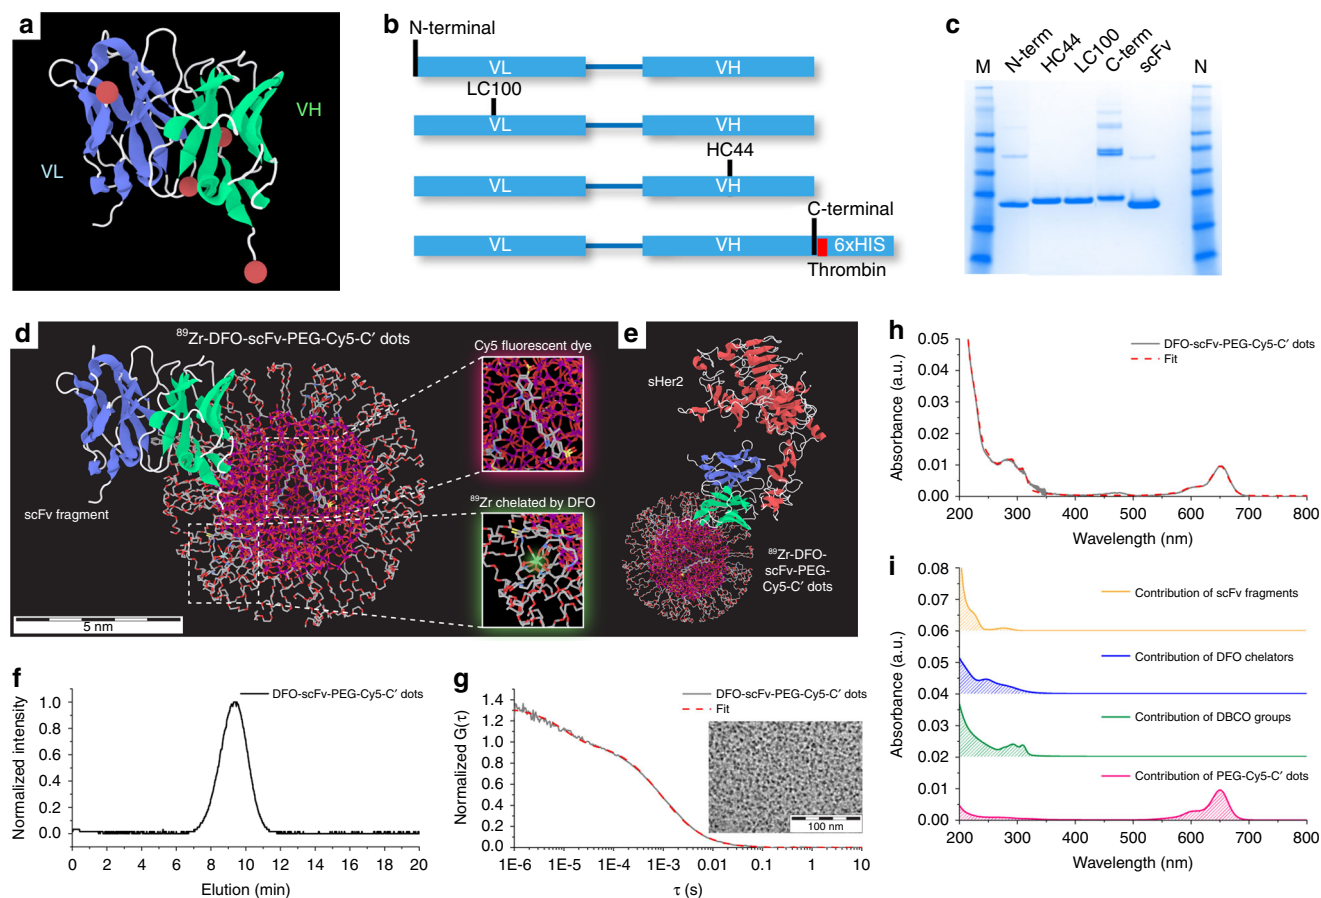 a
VH
VL
b
N-terminal
VL
VH
LC100
VL
VH
HC44
VL
VH
C-terminal
VL
VH
6xHIS
Thrombin
c
M
N-term
HC44
LC100
C-term
scFv
N
d
⁸⁹Zr-DFO-scFv-PEG-Cy5-C′ dots
Cy5 fluorescent dye
⁸⁹Zr chelated by DFO
scFv fragment
5 nm
e
sHer2
⁸⁹Zr-DFO-
scFv-PEG-
Cy5-C′ dots
f
DFO-scFv-PEG-Cy5-C′ dots
Normalized intensity
1.0
0.8
0.6
0.4
0.2
0.0
0 2 4 6 8 10 12 14 16 18 20
Elution (min)
g
DFO-scFv-PEG-Cy5-C′ dots
Fit
Normalized G(τ)
1.4
1.2
1.0
0.8
0.6
0.4
0.2
0.0
100 nm
1E-6 1E-5 1E-4 1E-3 0.01 0.1 1 10
τ (s)
h
DFO-scFv-PEG-Cy5-C′ dots
Fit
Absorbance (a.u.)
0.05
0.04
0.03
0.02
0.01
0.00
200 300 400 500 600 700 800
Wavelength (nm)
i
Absorbance (a.u.)
0.08
0.07
0.06
0.05
0.04
0.03
0.02
0.01
0.00
Contribution of scFv fragments
Contribution of DFO chelators
Contribution of DBCO groups
Contribution of PEG-Cy5-C′ dots
200 300 400 500 600 700 800
Wavelength (nm)